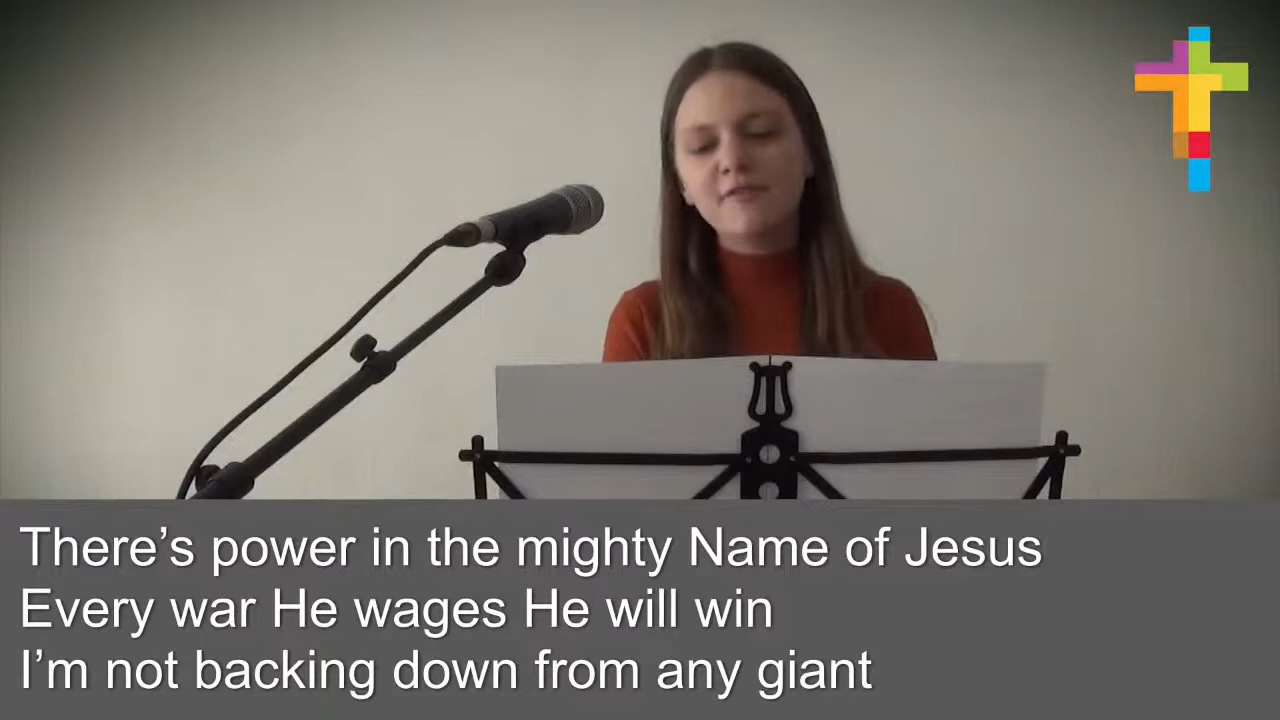 There’s power in the mighty Name of Jesus
Every war He wages He will win
I’m not backing down from any giant